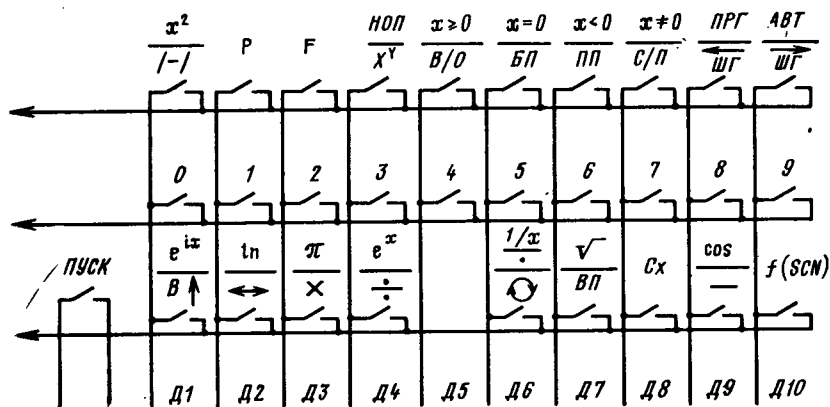 x² P F НОП x≥0 x=0 x<0 x≠0 ПРГ АВТ
/-/ X^Y В/О БП ПП С/П ШГ ШГ
0 1 2 3 4 5 6 7 8 9
ПУСК e^ix ln π e^x 1/x √ Cx cos f(SCN)
В↑ ↔ × ÷ · ВП —
Д1 Д2 Д3 Д4 Д5 Д6 Д7 Д8 Д9 Д10